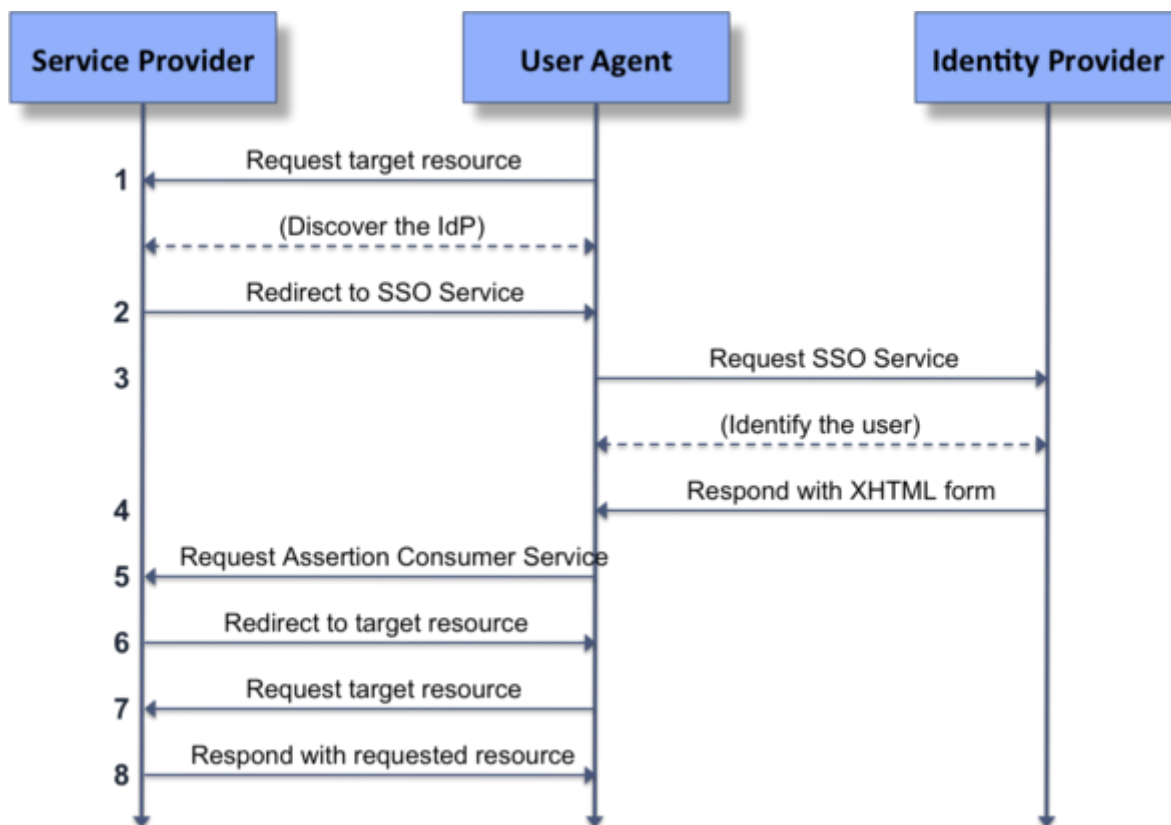 Service Provider
User Agent
Identity Provider
Request target resource
1
(Discover the IdP)
Redirect to SSO Service
2
Request SSO Service
3
(Identify the user)
Respond with XHTML form
4
Request Assertion Consumer Service
5
Redirect to target resource
6
Request target resource
7
Respond with requested resource
8